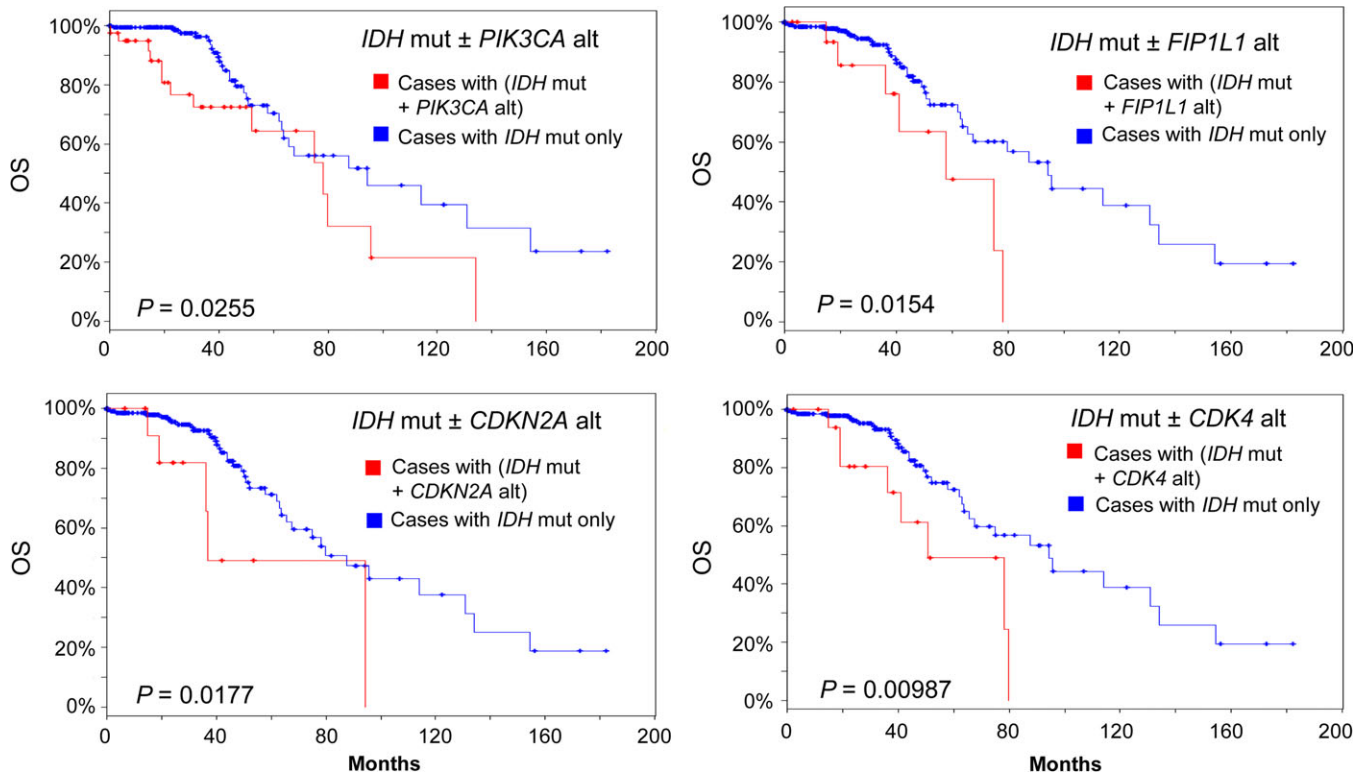 100%
80%
60%
40%
20%
0%
OS
IDH mut ± PIK3CA alt
Cases with (IDH mut
+ PIK3CA alt)
Cases with IDH mut only
P = 0.0255
0 40 80 120 160 200
100%
80%
60%
40%
20%
0%
OS
IDH mut ± FIP1L1 alt
Cases with (IDH mut
+ FIP1L1 alt)
Cases with IDH mut only
P = 0.0154
0 40 80 120 160 200
100%
80%
60%
40%
20%
0%
OS
IDH mut ± CDKN2A alt
Cases with (IDH mut
+ CDKN2A alt)
Cases with IDH mut only
P = 0.0177
0 40 80 120 160 200
Months
100%
80%
60%
40%
20%
0%
OS
IDH mut ± CDK4 alt
Cases with (IDH mut
+ CDK4 alt)
Cases with IDH mut only
P = 0.00987
0 40 80 120 160 200
Months